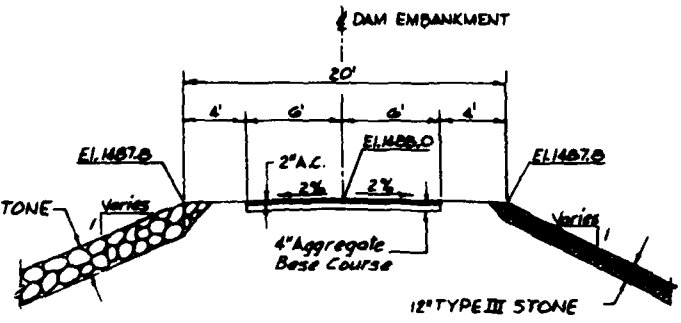 ℄ DAM EMBANKMENT
20'
4' 6' 6' 4'
El. 1487.8
El. 1488.0
El. 1487.8
2" A.C.
2% 2%
TONE
1 Varies
Varies 1
4" Aggregate
Base Course
12" TYPE III STONE